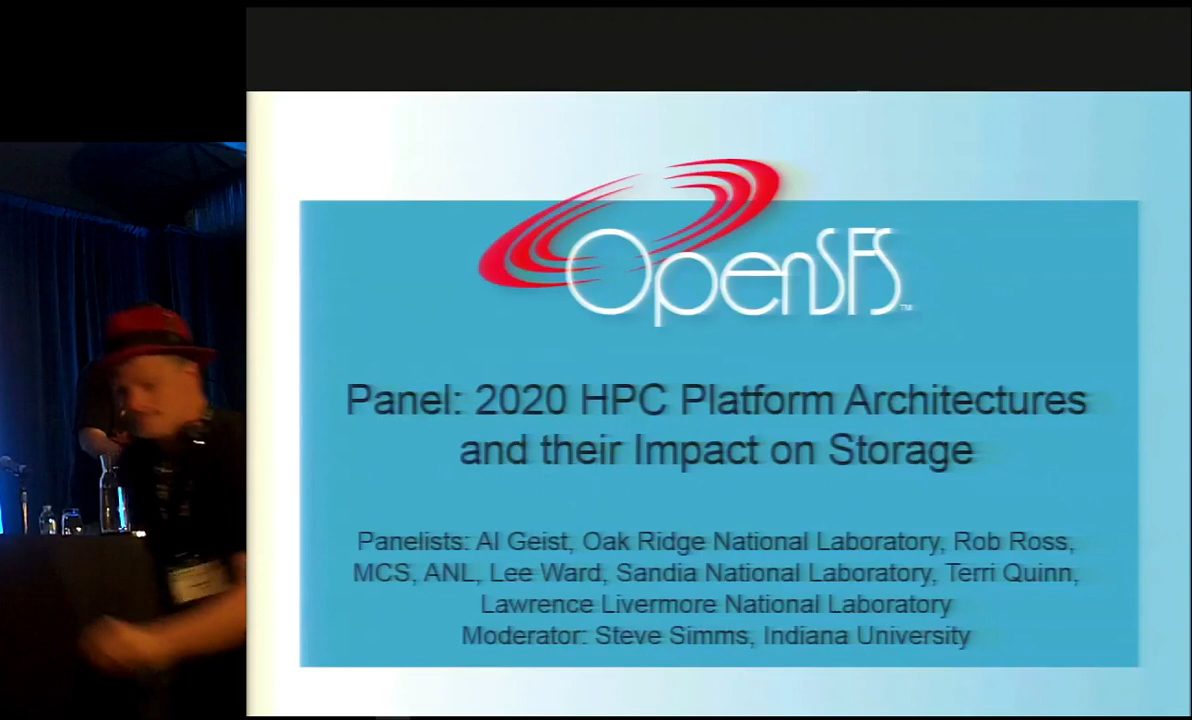 OpenSFS™
Panel: 2020 HPC Platform Architectures
and their Impact on Storage
Panelists: Al Geist, Oak Ridge National Laboratory, Rob Ross,
MCS, ANL, Lee Ward, Sandia National Laboratory, Terri Quinn,
Lawrence Livermore National Laboratory
Moderator: Steve Simms, Indiana University